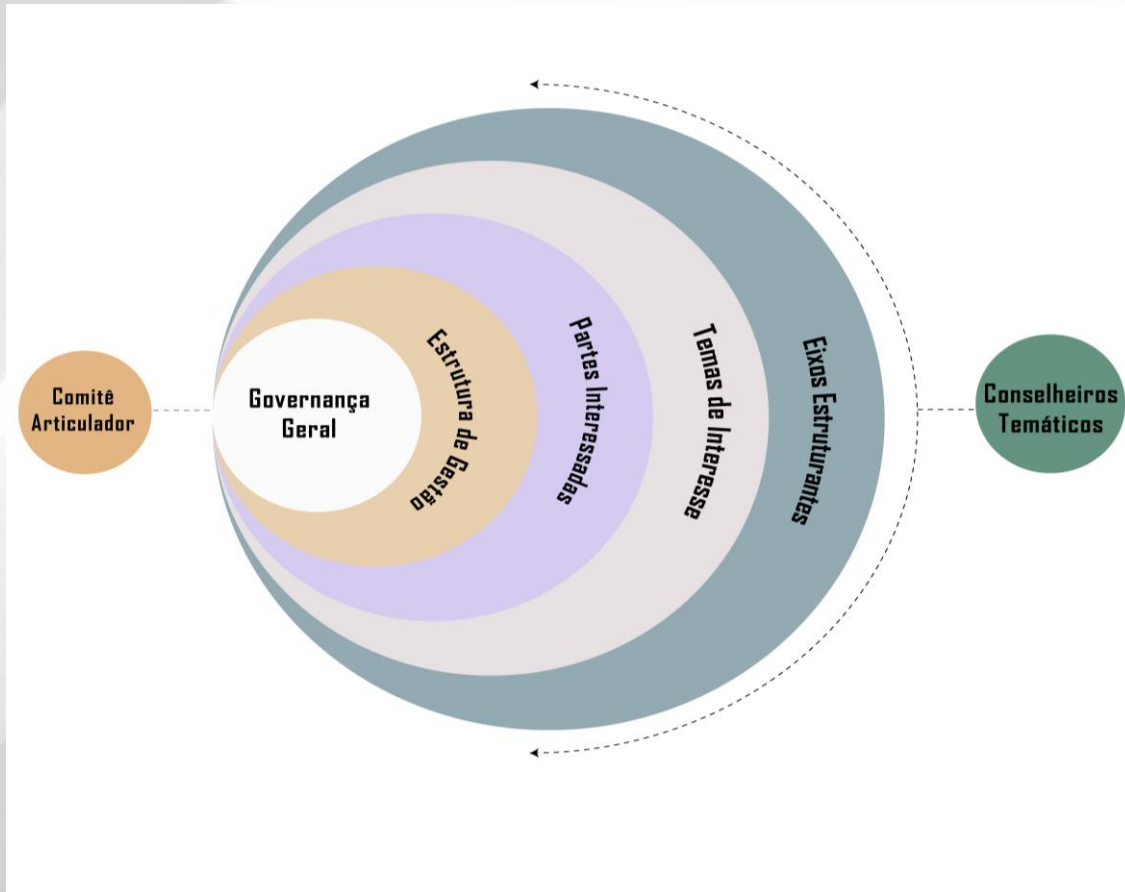 Comitê
Articulador
Governança
Geral
Estrutura de Gestão
Partes Interessadas
Temas de Interesse
Eixos Estruturantes
Conselheiros
Temáticos